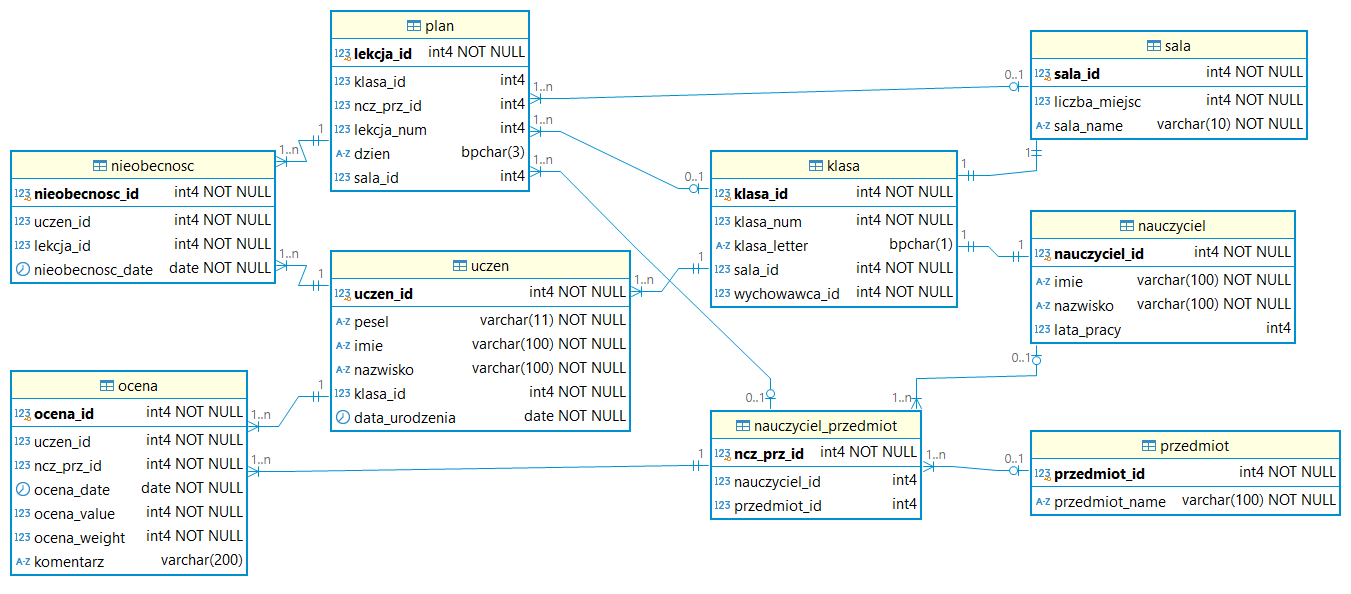 plan
123 lekcja_id int4 NOT NULL
123 klasa_id int4
123 ncz_prz_id int4
123 lekcja_num int4
A-Z dzien bpchar(3)
123 sala_id int4
1..n
1..n
1..n
1
0..1
sala
123 sala_id int4 NOT NULL
123 liczba_miejsc int4 NOT NULL
A-Z sala_name varchar(10) NOT NULL
1
nieobecnosc
123 nieobecnosc_id int4 NOT NULL
123 uczen_id int4 NOT NULL
123 lekcja_id int4 NOT NULL
nieobecnosc_date date NOT NULL
1..n
1..n
1
0..1
klasa
123 klasa_id int4 NOT NULL
123 klasa_num int4 NOT NULL
A-Z klasa_letter bpchar(1)
123 sala_id int4 NOT NULL
123 wychowawca_id int4 NOT NULL
1
1
1
1
nauczyciel
123 nauczyciel_id int4 NOT NULL
A-Z imie varchar(100) NOT NULL
A-Z nazwisko varchar(100) NOT NULL
123 lata_pracy int4
0..1
uczen
123 uczen_id int4 NOT NULL
A-Z pesel varchar(11) NOT NULL
A-Z imie varchar(100) NOT NULL
A-Z nazwisko varchar(100) NOT NULL
123 klasa_id int4 NOT NULL
data_urodzenia date NOT NULL
1..n
1
ocena
123 ocena_id int4 NOT NULL
123 uczen_id int4 NOT NULL
123 ncz_prz_id int4 NOT NULL
ocena_date date NOT NULL
123 ocena_value int4 NOT NULL
123 ocena_weight int4 NOT NULL
A-Z komentarz varchar(200)
1..n
1..n
1
0..1
1..n
nauczyciel_przedmiot
123 ncz_prz_id int4 NOT NULL
123 nauczyciel_id int4
123 przedmiot_id int4
1..n
0..1
przedmiot
123 przedmiot_id int4 NOT NULL
A-Z przedmiot_name varchar(100) NOT NULL